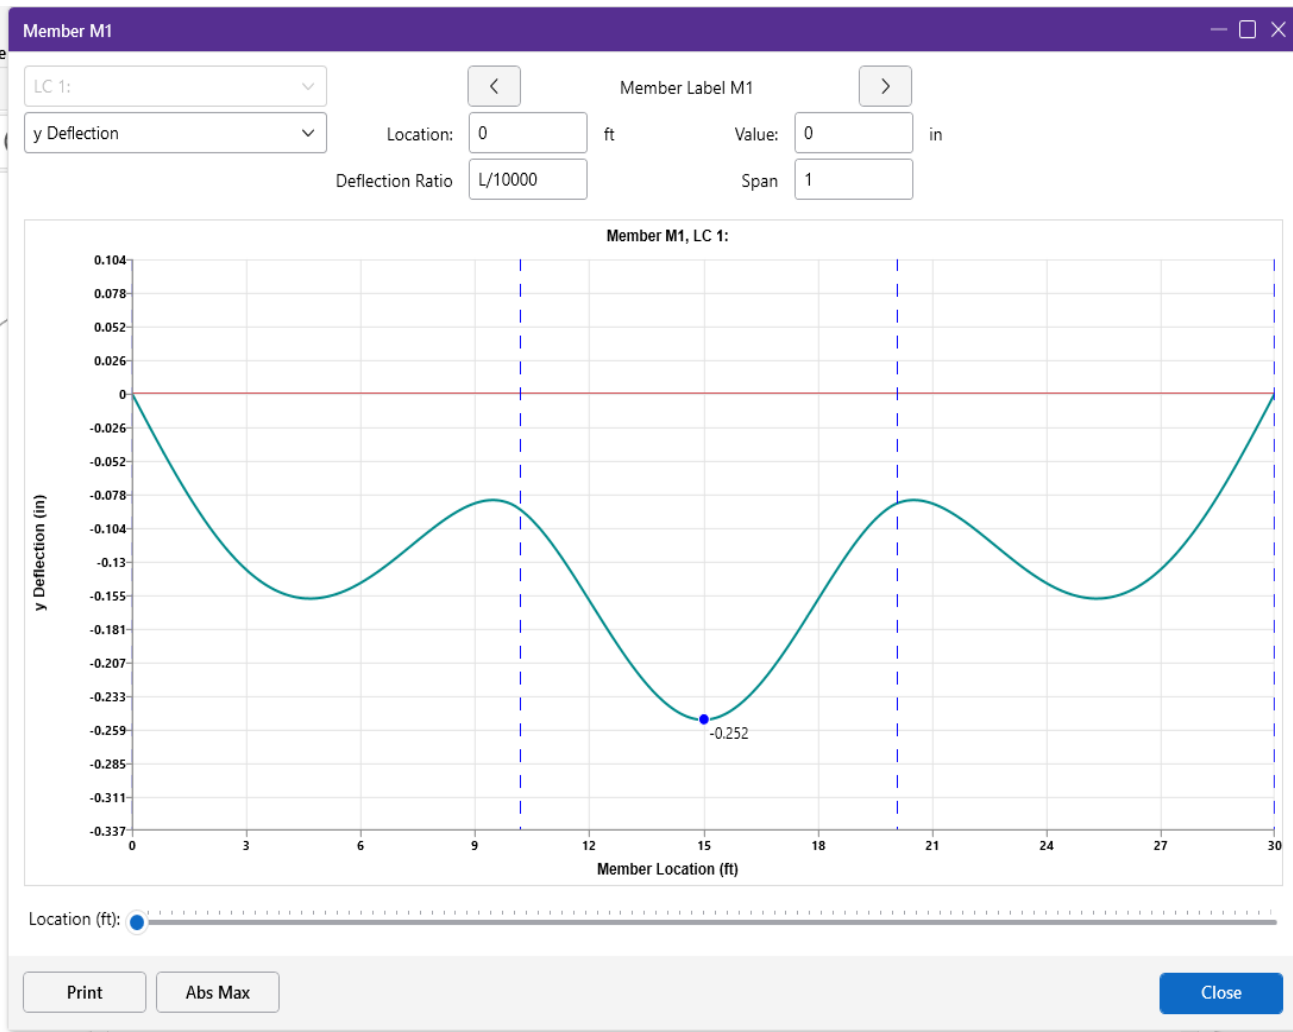 Member M1
e
LC 1:
Member Label M1
y Deflection
Location:
0
ft
Value:
0
in
Deflection Ratio
L/10000
Span
1
Member M1, LC 1:
0.104
0.078
0.052
0.026
0
-0.026
-0.052
-0.078
-0.104
-0.13
-0.155
-0.181
-0.207
-0.233
-0.259
-0.285
-0.311
-0.337
y Deflection (in)
-0.252
0
3
6
9
12
15
18
21
24
27
30
Member Location (ft)
Location (ft):
Print
Abs Max
Close